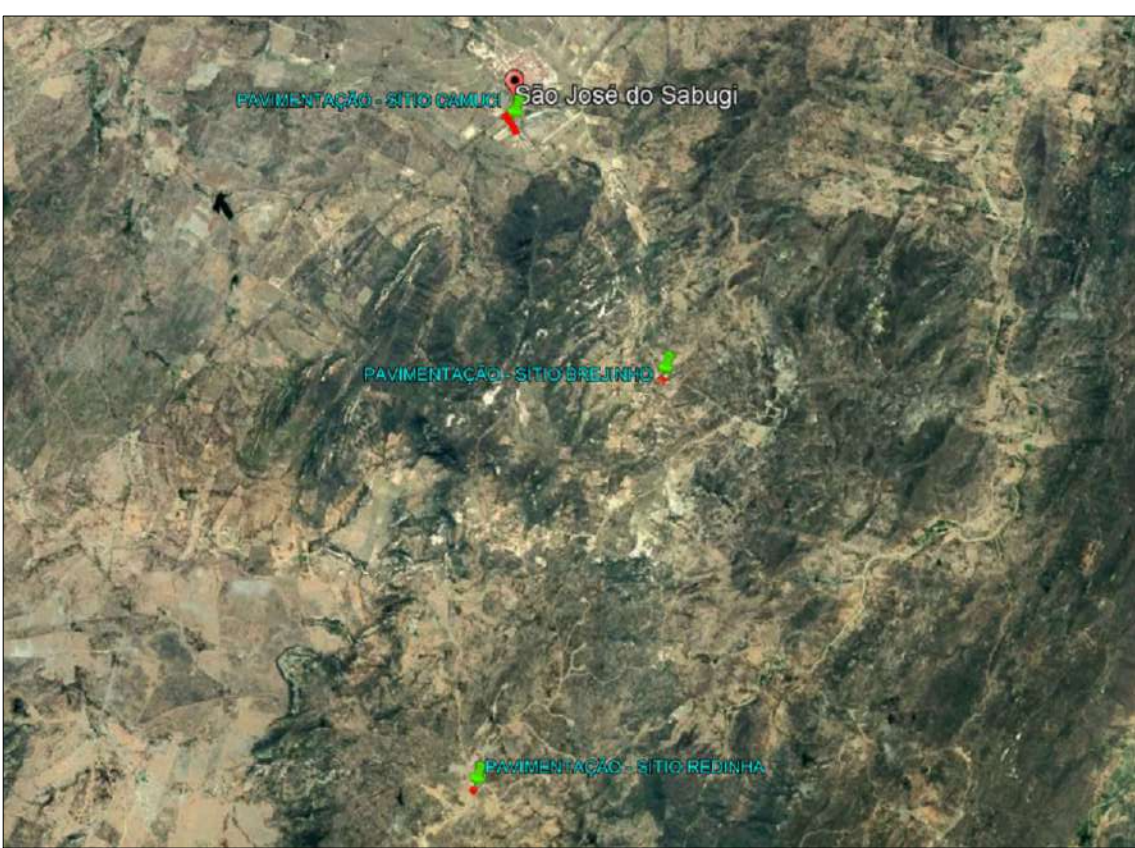 São José do Sabugi
PAVIMENTAÇÃO - SÍTIO CAMUCI
PAVIMENTAÇÃO - SÍTIO BREJINHO
PAVIMENTAÇÃO - SÍTIO REDINHA